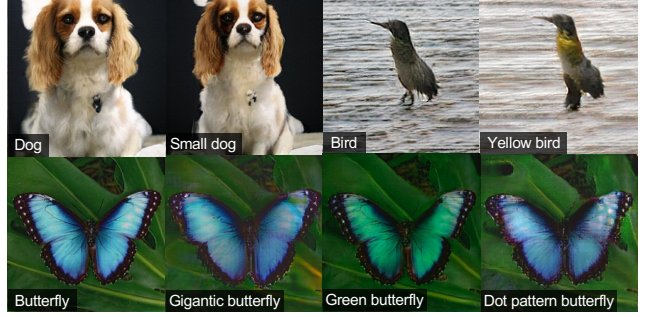 Dog
Small dog
Bird
Yellow bird
Butterfly
Gigantic butterfly
Green butterfly
Dot pattern butterfly